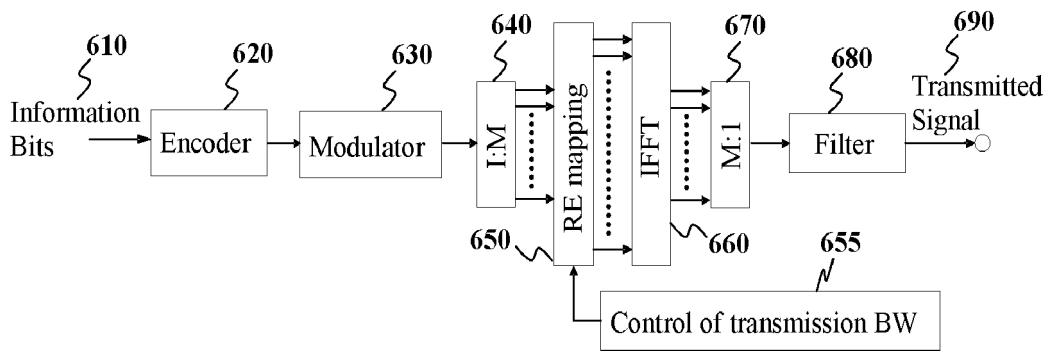 610
Information
Bits
620
Encoder
630
Modulator
640
I:M
650
RE mapping
IFFT
660
670
M:1
680
Filter
690
Transmitted
Signal
655
Control of transmission BW